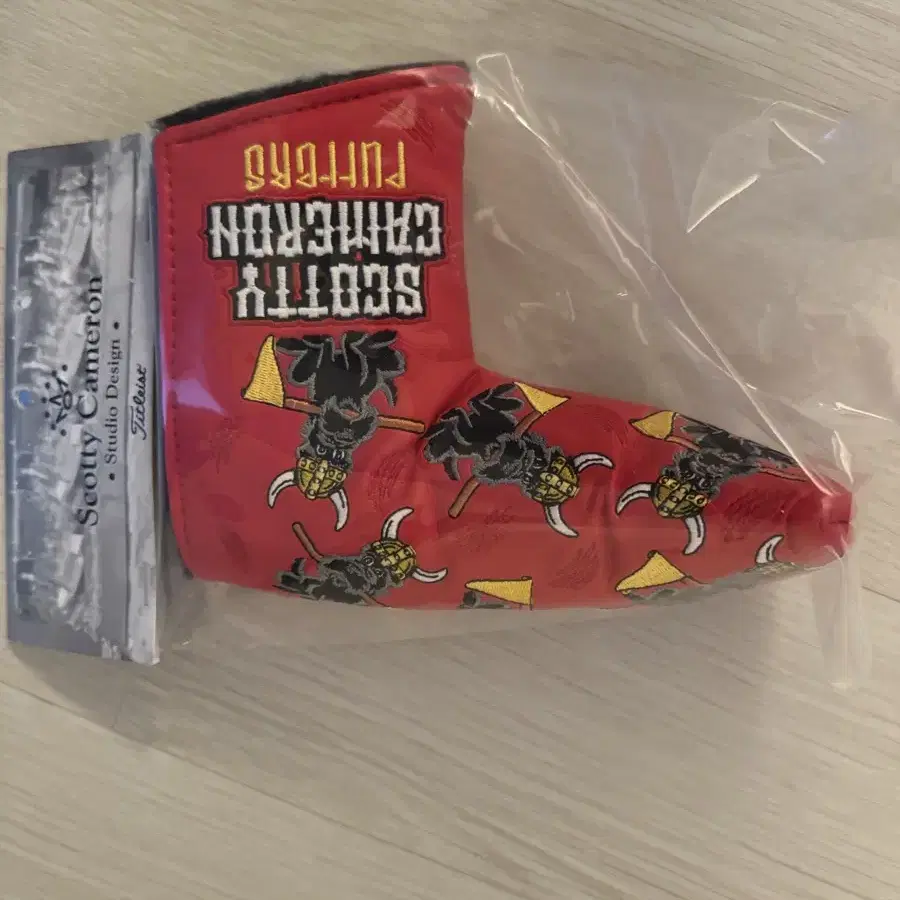 SCOTTY
CAMERON
PUTTERS
Scotty Cameron
• Studio Design •
Titleist